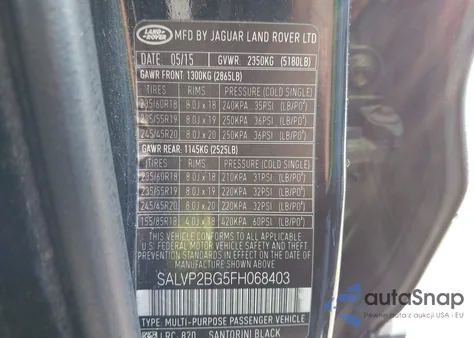 LAND ROVER
MFD BY JAGUAR LAND ROVER LTD
DATE 05/15 GVWR 2350KG (5180LB)
GAWR FRONT 1300KG (2865LB)
TIRES RIMS PRESSURE (COLD SINGLE)
235/60R18 8.0J x 18 240KPA 35PSI (LB/PO²)
235/55R19 8.0J x 19 250KPA 36PSI (LB/PO²)
245/45R20 8.0J x 20 250KPA 36PSI (LB/PO²)
GAWR REAR: 1145KG (2525LB)
TIRES RIMS PRESSURE (COLD SINGLE)
235/60R18 8.0J x 18 210KPA 31PSI (LB/PO²)
235/55R19 8.0J x 19 220KPA 32PSI (LB/PO²)
245/45R20 8.0J x 20 220KPA 32PSI (LB/PO²)
155/85R18 4.0J x 18 420KPA 60PSI (LB/PO²)
THIS VEHICLE CONFORMS TO ALL APPLICABLE
U.S. FEDERAL MOTOR VEHICLE SAFETY, BUMPER
AND THEFT PREVENTION STANDARDS IN EFFECT
ON THE DATE OF MANUFACTURE SHOWN ABOVE
SALVP2BG5FH068403
TYPE: MULTI-PURPOSE PASSENGER VEHICLE
LRC 820 SANTORINI BLACK
autoSnap